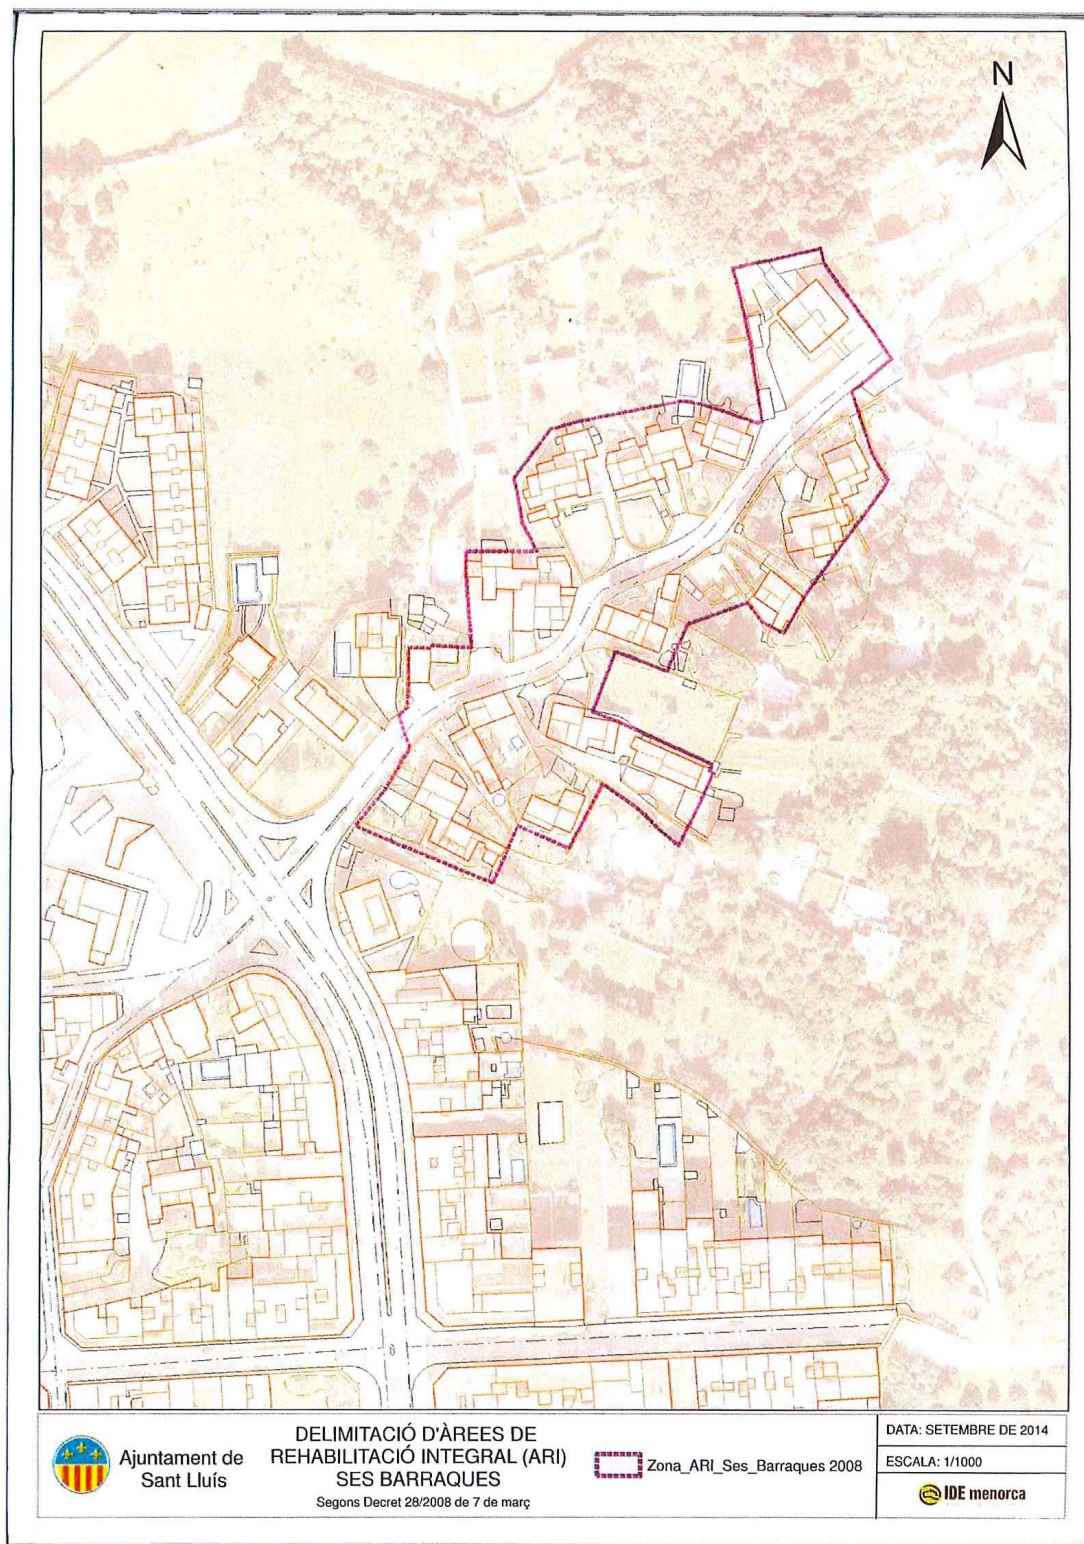 N
Ajuntament de
Sant Lluís
DELIMITACIÓ D'ÀREES DE
REHABILITACIÓ INTEGRAL (ARI)
SES BARRAQUES
Segons Decret 28/2008 de 7 de març
Zona_ARI_Ses_Barraques 2008
DATA: SETEMBRE DE 2014
ESCALA: 1/1000
IDE menorca